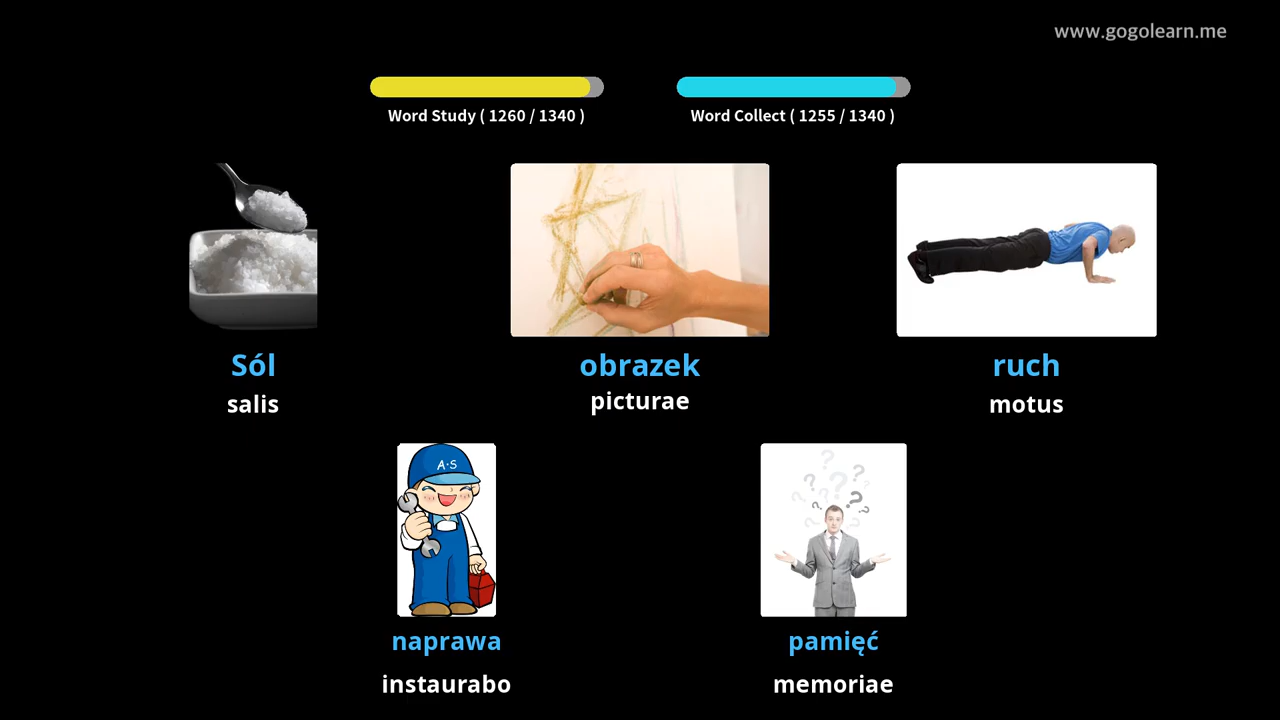 www.gogolearn.me
Word Study ( 1260 / 1340 )
Word Collect ( 1255 / 1340 )
Sól
salis
obrazek
picturae
ruch
motus
A·S
naprawa
instaurabo
pamięć
memoriae